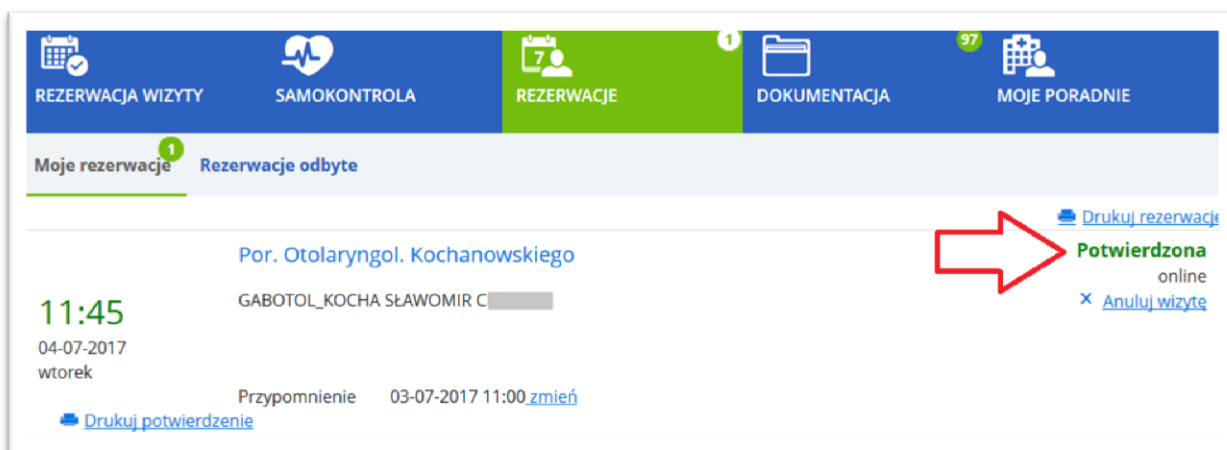 REZERWACJA WIZYTY
SAMOKONTROLA
7
REZERWACJE
1
DOKUMENTACJA
97
MOJE PORADNIE
Moje rezerwacje 1
Rezerwacje odbyte
Drukuj rezerwacje
Por. Otolaryngol. Kochanowskiego
Potwierdzona
online
GABOTOL_KOCHA SŁAWOMIR C
Anuluj wizytę
11:45
04-07-2017
wtorek
Przypomnienie 03-07-2017 11:00 zmień
Drukuj potwierdzenie